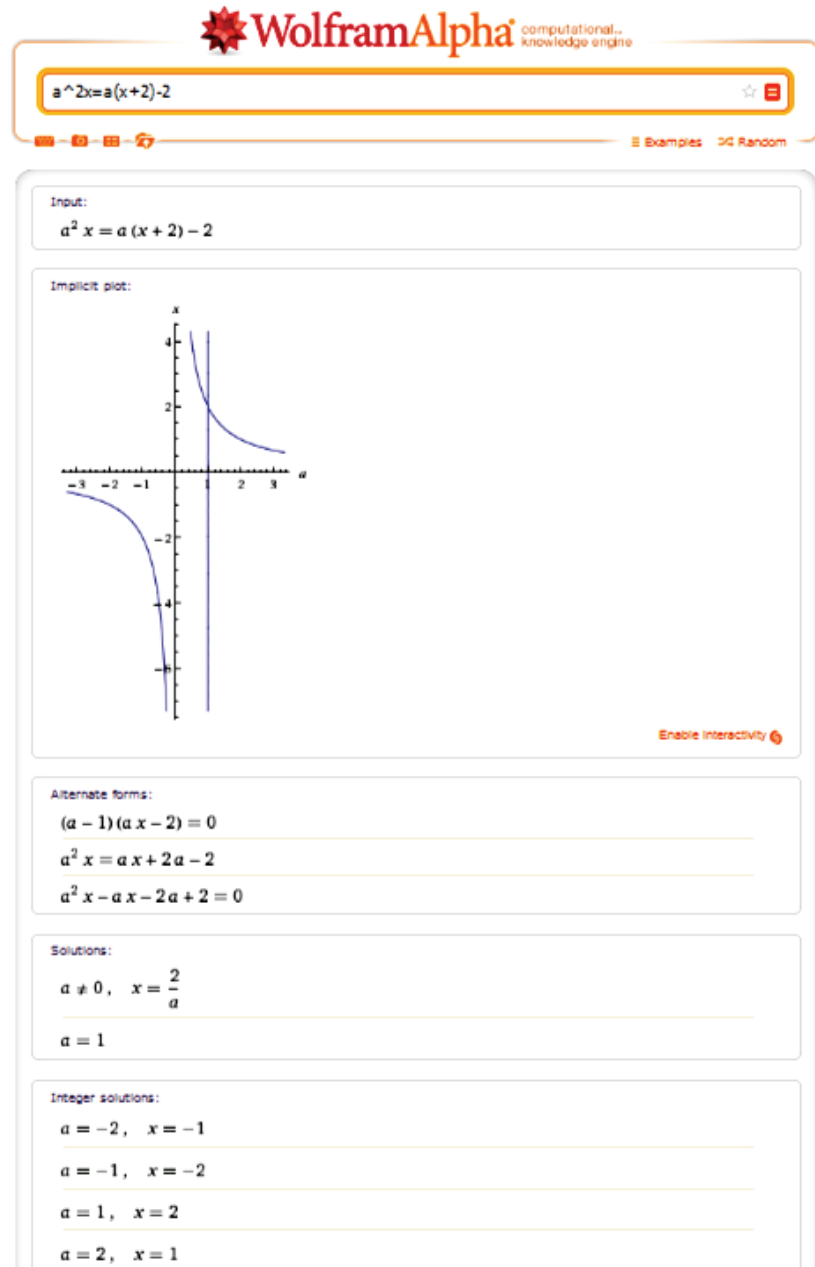 WolframAlpha computational... knowledge engine
a^2x=a(x+2)-2
Examples Random
Input:
a² x = a (x + 2) − 2
Implicit plot:
x
4
2
−3 −2 −1 1 2 3 a
−2
−4
−6
Enable interactivity
Alternate forms:
(a − 1) (a x − 2) = 0
a² x = a x + 2 a − 2
a² x − a x − 2 a + 2 = 0
Solutions:
a ≠ 0, x = 2/a
a = 1
Integer solutions:
a = −2, x = −1
a = −1, x = −2
a = 1, x = 2
a = 2, x = 1